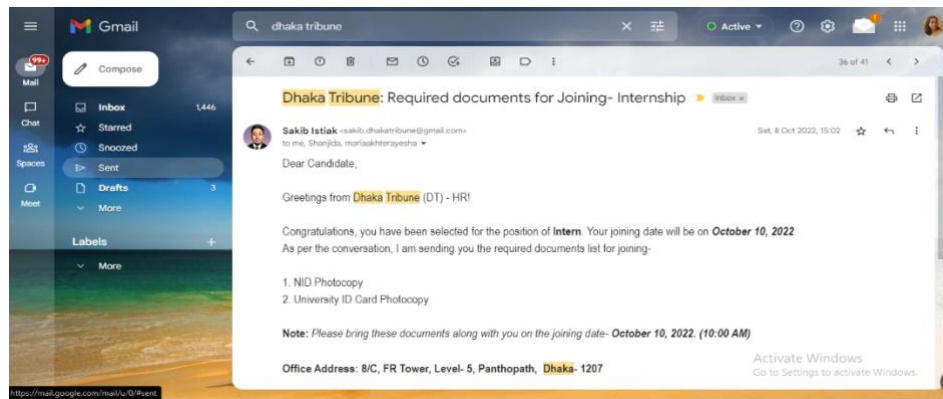 Gmail
dhaka tribune
Active
99+
Mail
Compose
36 of 41
Inbox 1,446
Chat
Starred
Snoozed
Spaces
Sent
Drafts 3
Meet
More
Labels
More
Dhaka Tribune: Required documents for Joining- Internship Inbox x
Sakib Istiak <sakib.dhakatribune@gmail.com> Sat, 8 Oct 2022, 15:02
to me, Shanjida, mariaakhterayesha
Dear Candidate,
Greetings from Dhaka Tribune (DT) - HR!
Congratulations, you have been selected for the position of Intern. Your joining date will be on October 10, 2022.
As per the conversation, I am sending you the required documents list for joining-
1. NID Photocopy
2. University ID Card Photocopy
Note: Please bring these documents along with you on the joining date- October 10, 2022. (10:00 AM)
Office Address: 8/C, FR Tower, Level- 5, Panthopath, Dhaka- 1207
Activate Windows
Go to Settings to activate Windows.
https://mail.google.com/mail/u/0/#sent